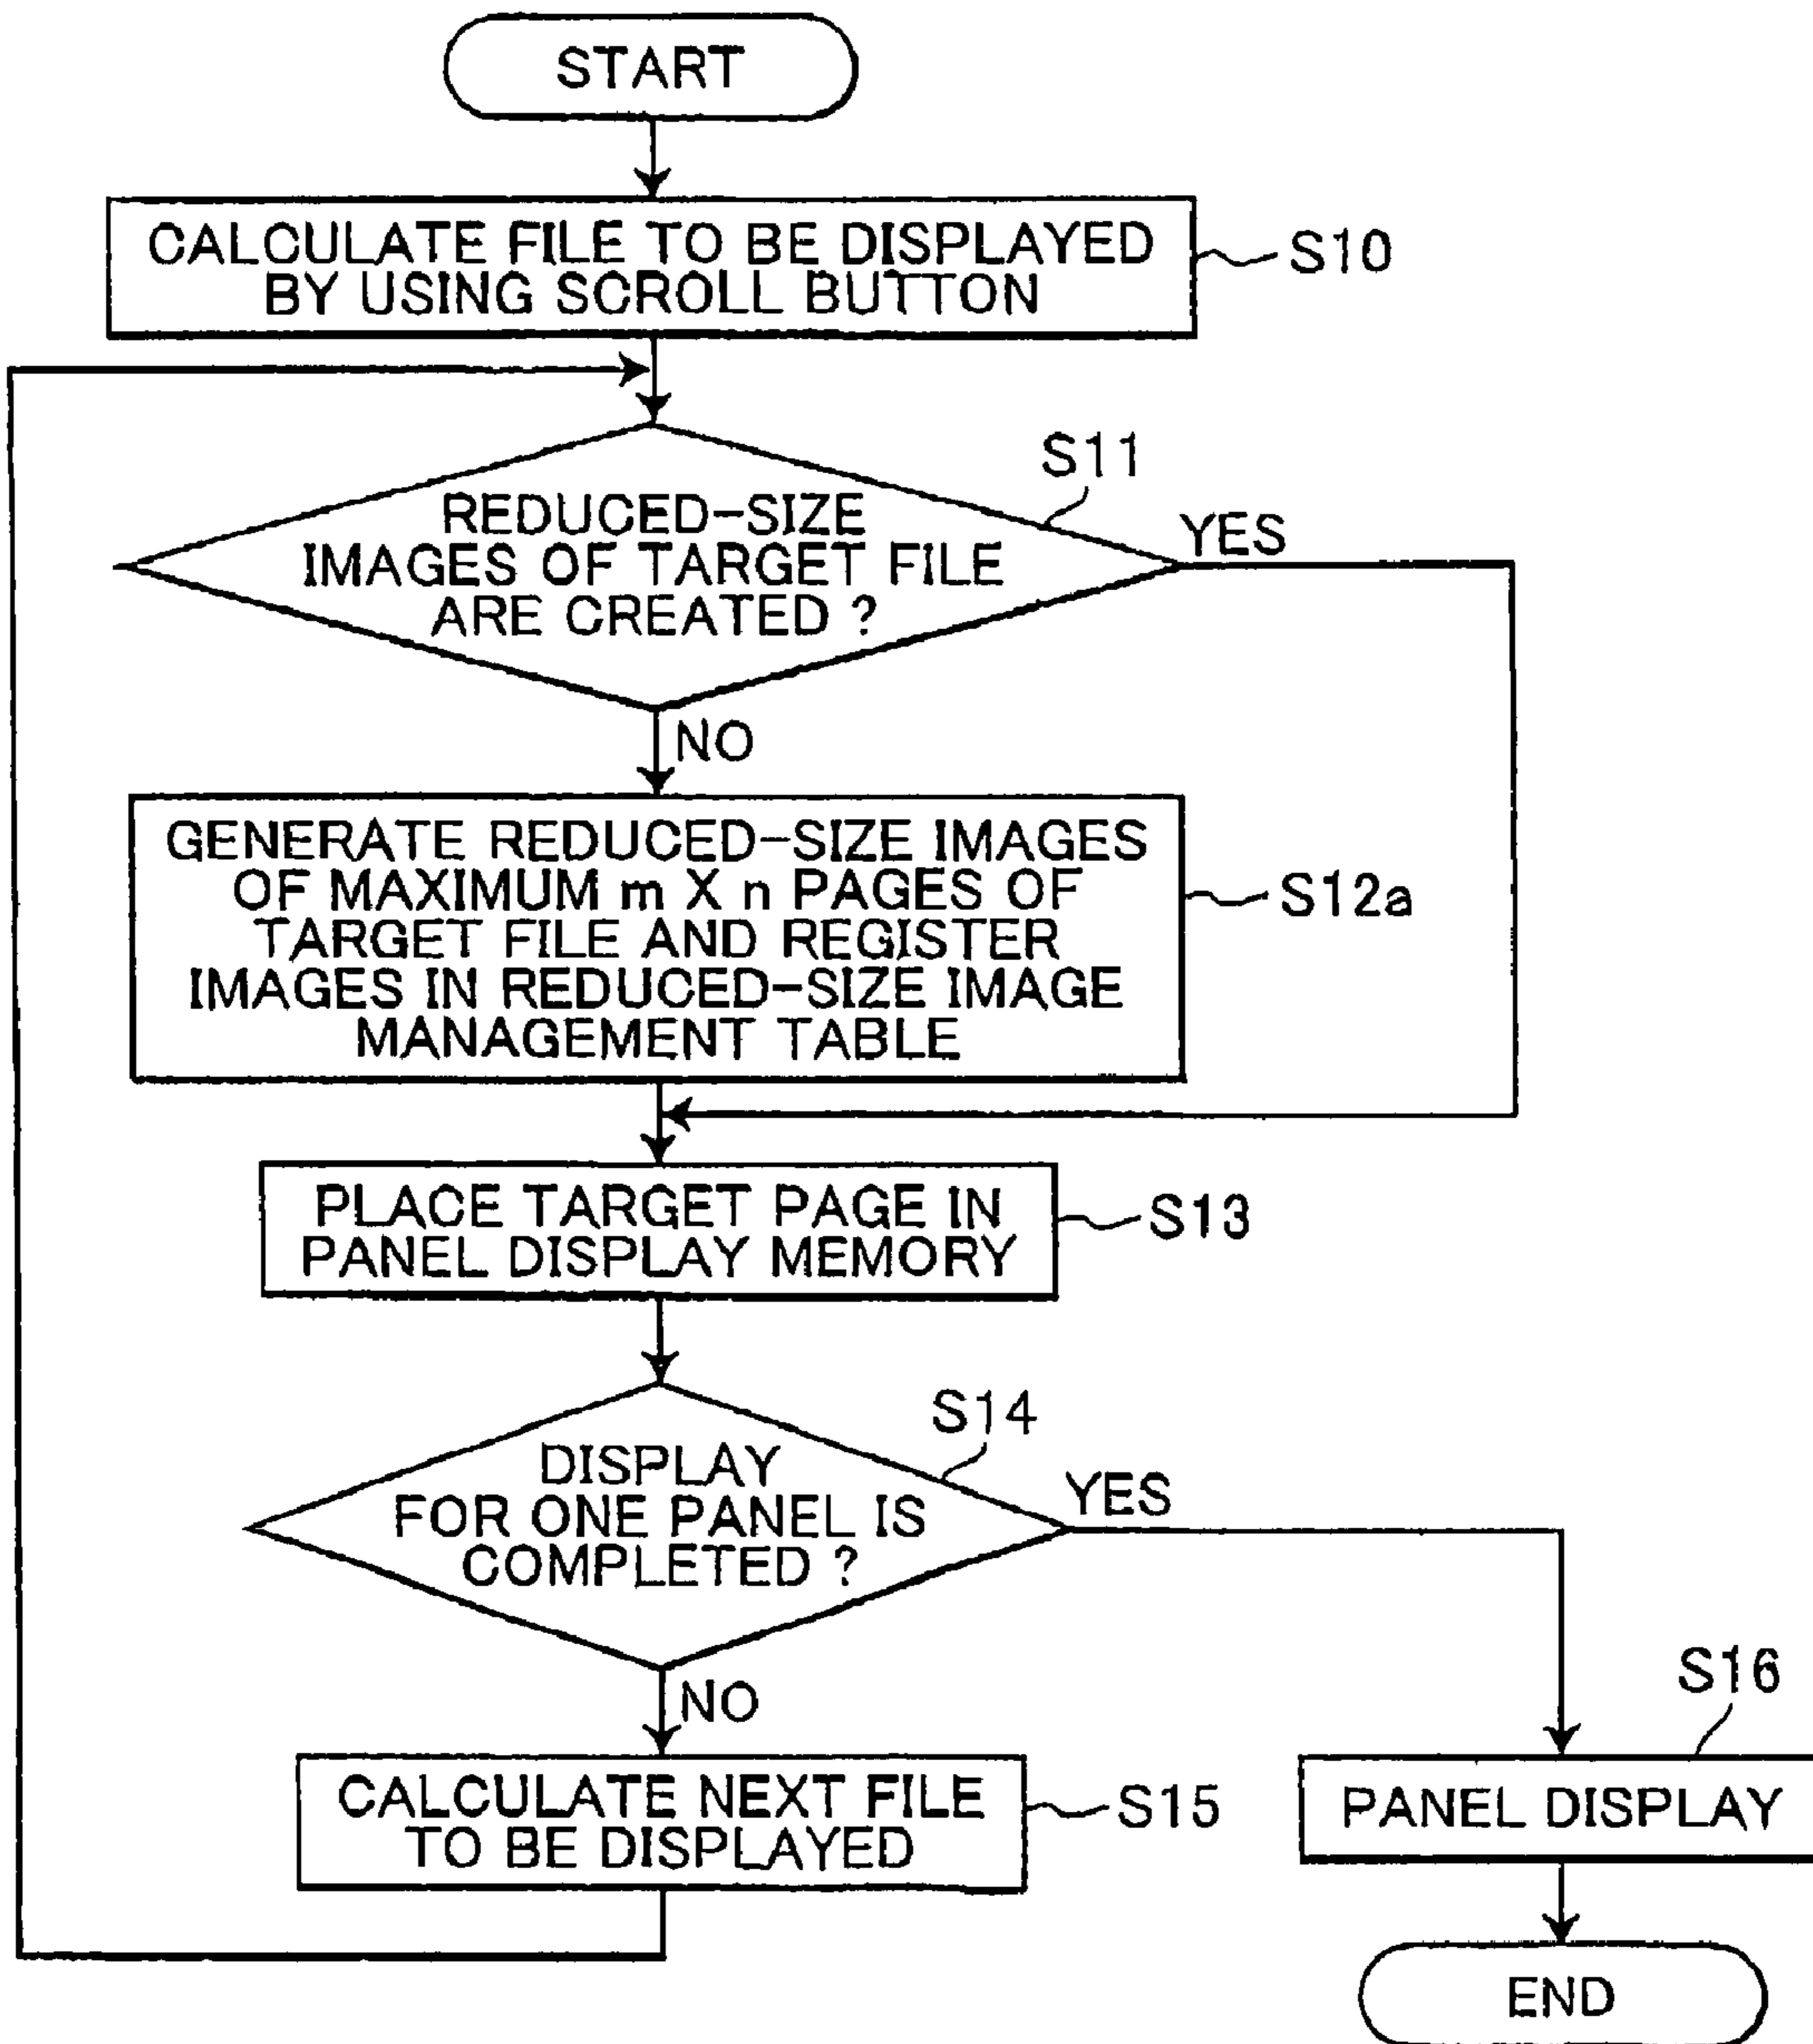 START
CALCULATE FILE TO BE DISPLAYED
BY USING SCROLL BUTTON
S10
S11
REDUCED-SIZE
IMAGES OF TARGET FILE
ARE CREATED ?
YES
NO
GENERATE REDUCED-SIZE IMAGES
OF MAXIMUM m X n PAGES OF
TARGET FILE AND REGISTER
IMAGES IN REDUCED-SIZE IMAGE
MANAGEMENT TABLE
S12a
PLACE TARGET PAGE IN
PANEL DISPLAY MEMORY
S13
S14
DISPLAY
FOR ONE PANEL IS
COMPLETED ?
YES
NO
S16
CALCULATE NEXT FILE
TO BE DISPLAYED
S15
PANEL DISPLAY
END